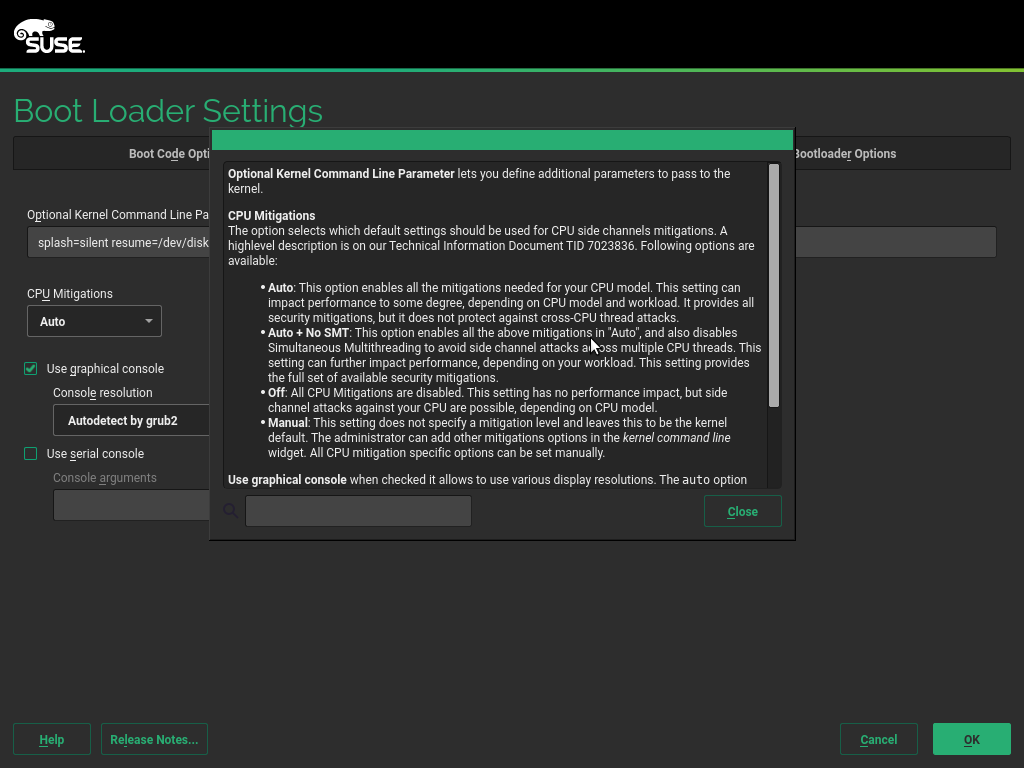 SUSE
Boot Loader Settings
Boot Code Opti
Bootloader Options
Optional Kernel Command Line Pa
splash=silent resume=/dev/disk
CPU Mitigations
Auto
Use graphical console
Console resolution
Autodetect by grub2
Use serial console
Console arguments
Optional Kernel Command Line Parameter lets you define additional parameters to pass to the
kernel.
CPU Mitigations
The option selects which default settings should be used for CPU side channels mitigations. A
highlevel description is on our Technical Information Document TID 7023836. Following options are
available:
• Auto: This option enables all the mitigations needed for your CPU model. This setting can
impact performance to some degree, depending on CPU model and workload. It provides all
security mitigations, but it does not protect against cross-CPU thread attacks.
• Auto + No SMT: This option enables all the above mitigations in "Auto", and also disables
Simultaneous Multithreading to avoid side channel attacks across multiple CPU threads. This
setting can further impact performance, depending on your workload. This setting provides
the full set of available security mitigations.
• Off: All CPU Mitigations are disabled. This setting has no performance impact, but side
channel attacks against your CPU are possible, depending on CPU model.
• Manual: This setting does not specify a mitigation level and leaves this to be the kernel
default. The administrator can add other mitigations options in the kernel command line
widget. All CPU mitigation specific options can be set manually.
Use graphical console when checked it allows to use various display resolutions. The auto option
Close
Help
Release Notes...
Cancel
OK